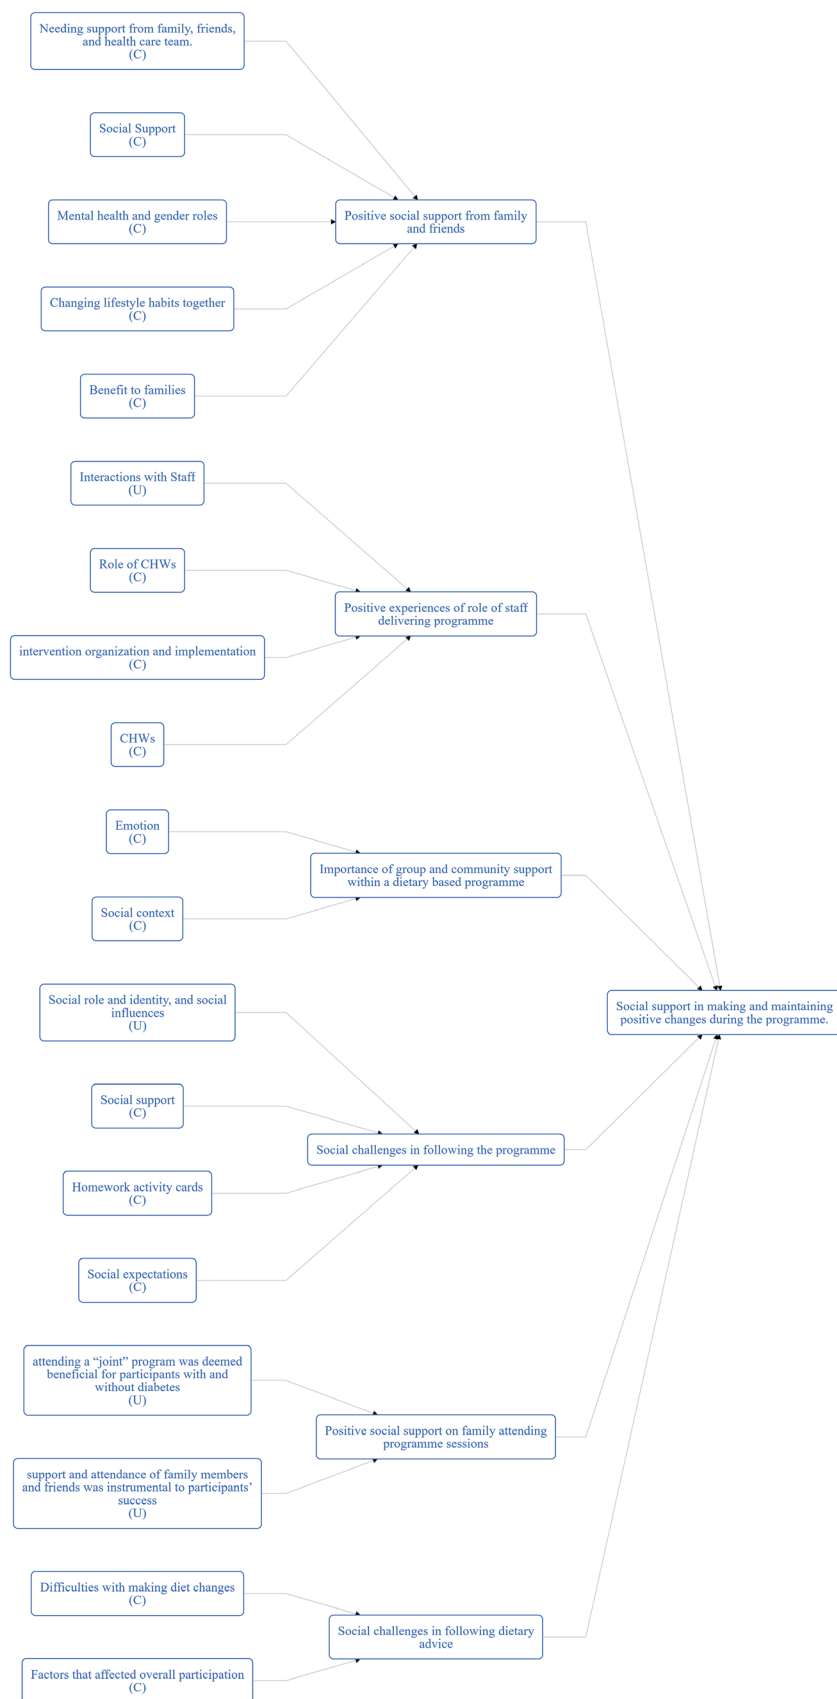 Needing support from family, friends,
and health care team.
(C)
Social Support
(C)
Mental health and gender roles
(C)
Positive social support from family
and friends
Changing lifestyle habits together
(C)
Benefit to families
(C)
Interactions with Staff
(U)
Role of CHWs
(C)
Positive experiences of role of staff
delivering programme
intervention organization and implementation
(C)
CHWs
(C)
Emotion
(C)
Importance of group and community support
within a dietary based programme
Social context
(C)
Social role and identity, and social
influences
(U)
Social support in making and maintaining
positive changes during the programme.
Social support
(C)
Social challenges in following the programme
Homework activity cards
(C)
Social expectations
(C)
attending a “joint” program was deemed
beneficial for participants with and
without diabetes
(U)
Positive social support on family attending
programme sessions
support and attendance of family members
and friends was instrumental to participants’
success
(U)
Difficulties with making diet changes
(C)
Social challenges in following dietary
advice
Factors that affected overall participation
(C)